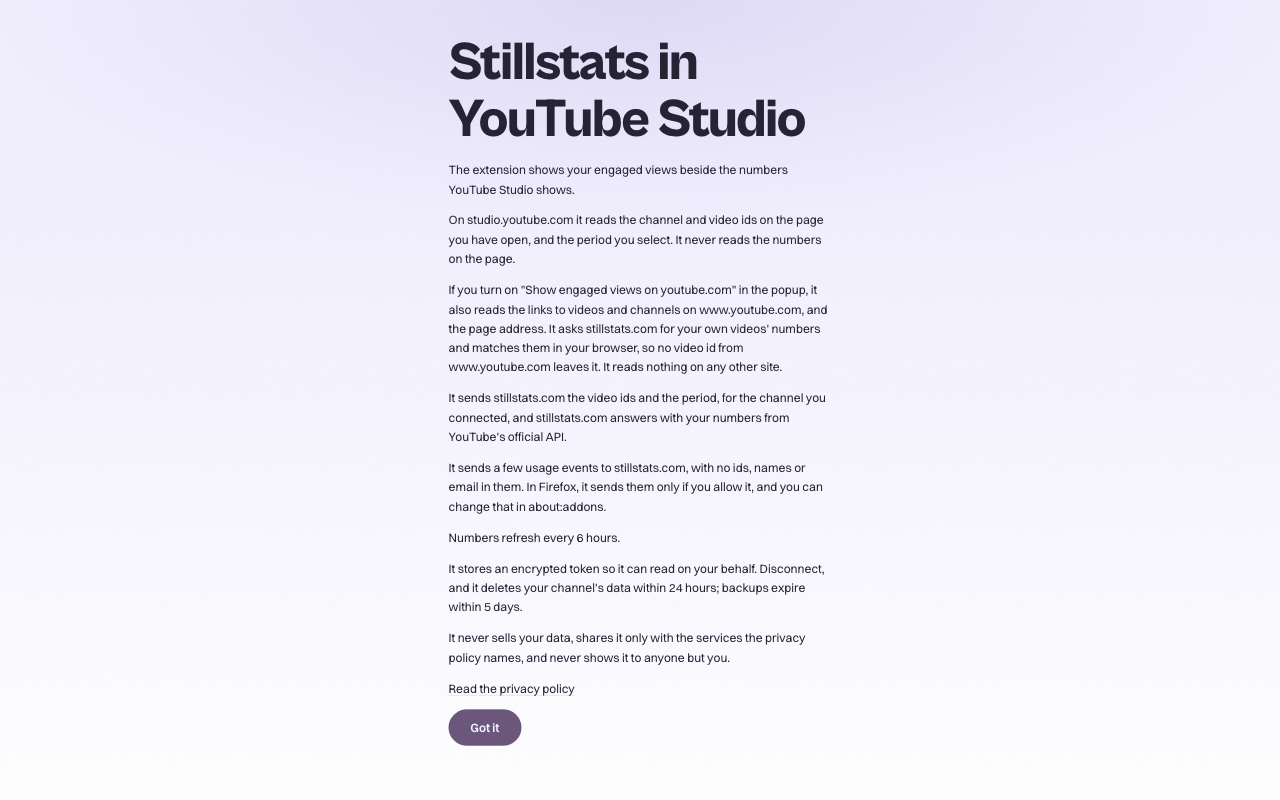 Stillstats in
YouTube Studio
The extension shows your engaged views beside the numbers
YouTube Studio shows.
On studio.youtube.com it reads the channel and video ids on the page
you have open, and the period you select. It never reads the numbers
on the page.
If you turn on "Show engaged views on youtube.com" in the popup, it
also reads the links to videos and channels on www.youtube.com, and
the page address. It asks stillstats.com for your own videos' numbers
and matches them in your browser, so no video id from
www.youtube.com leaves it. It reads nothing on any other site.
It sends stillstats.com the video ids and the period, for the channel you
connected, and stillstats.com answers with your numbers from
YouTube's official API.
It sends a few usage events to stillstats.com, with no ids, names or
email in them. In Firefox, it sends them only if you allow it, and you can
change that in about:addons.
Numbers refresh every 6 hours.
It stores an encrypted token so it can read on your behalf. Disconnect,
and it deletes your channel's data within 24 hours; backups expire
within 5 days.
It never sells your data, shares it only with the services the privacy
policy names, and never shows it to anyone but you.
Read the privacy policy
Got it